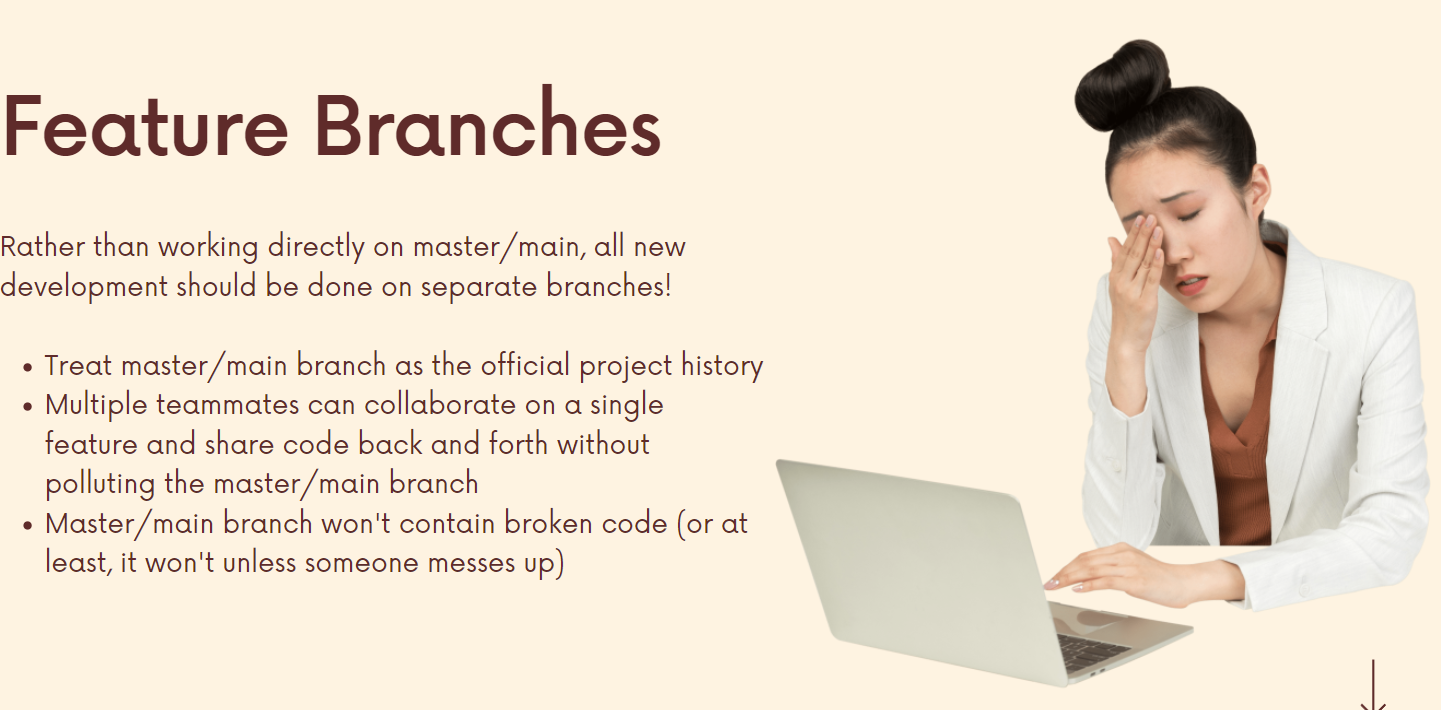 Feature Branches
Rather than working directly on master/main, all new
development should be done on separate branches!
• Treat master/main branch as the official project history
• Multiple teammates can collaborate on a single
feature and share code back and forth without
polluting the master/main branch
• Master/main branch won't contain broken code (or at
least, it won't unless someone messes up)